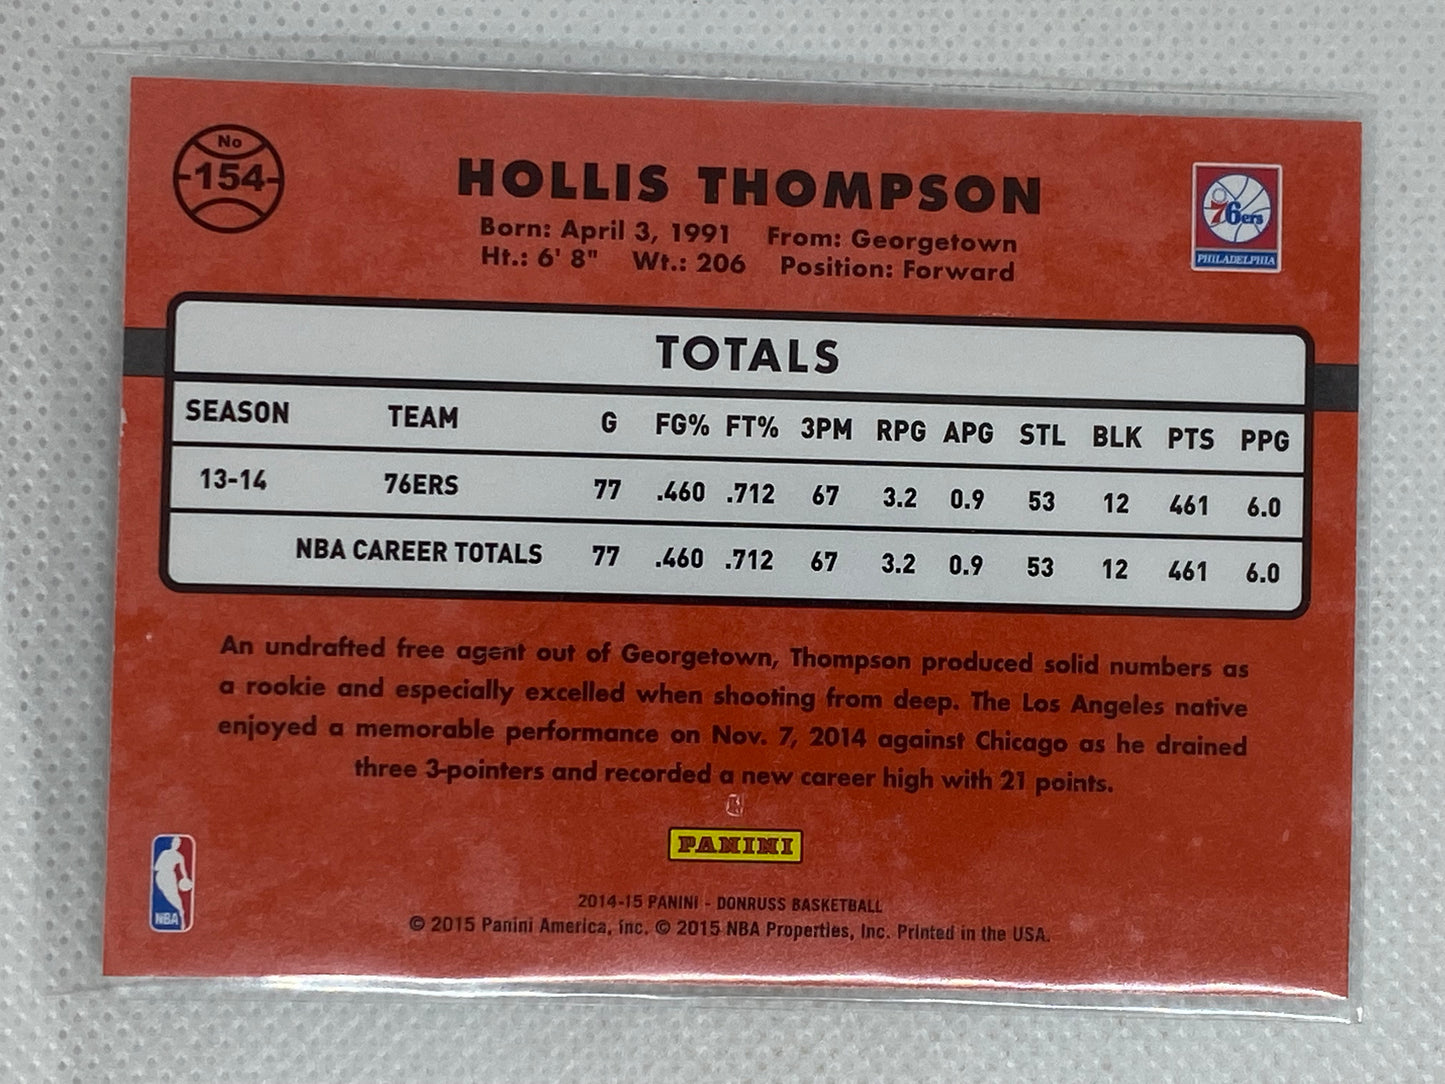 No
154
HOLLIS THOMPSON
Born: April 3, 1991 From: Georgetown
Ht.: 6' 8" Wt.: 206 Position: Forward
76ers
PHILADELPHIA
TOTALS
SEASON TEAM G FG% FT% 3PM RPG APG STL BLK PTS PPG
13-14 76ERS 77 .460 .712 67 3.2 0.9 53 12 461 6.0
NBA CAREER TOTALS 77 .460 .712 67 3.2 0.9 53 12 461 6.0
An undrafted free agent out of Georgetown, Thompson produced solid numbers as
a rookie and especially excelled when shooting from deep. The Los Angeles native
enjoyed a memorable performance on Nov. 7, 2014 against Chicago as he drained
three 3-pointers and recorded a new career high with 21 points.
PANINI
NBA
2014-15 PANINI - DONRUSS BASKETBALL
© 2015 Panini America, Inc. © 2015 NBA Properties, Inc. Printed in the USA.